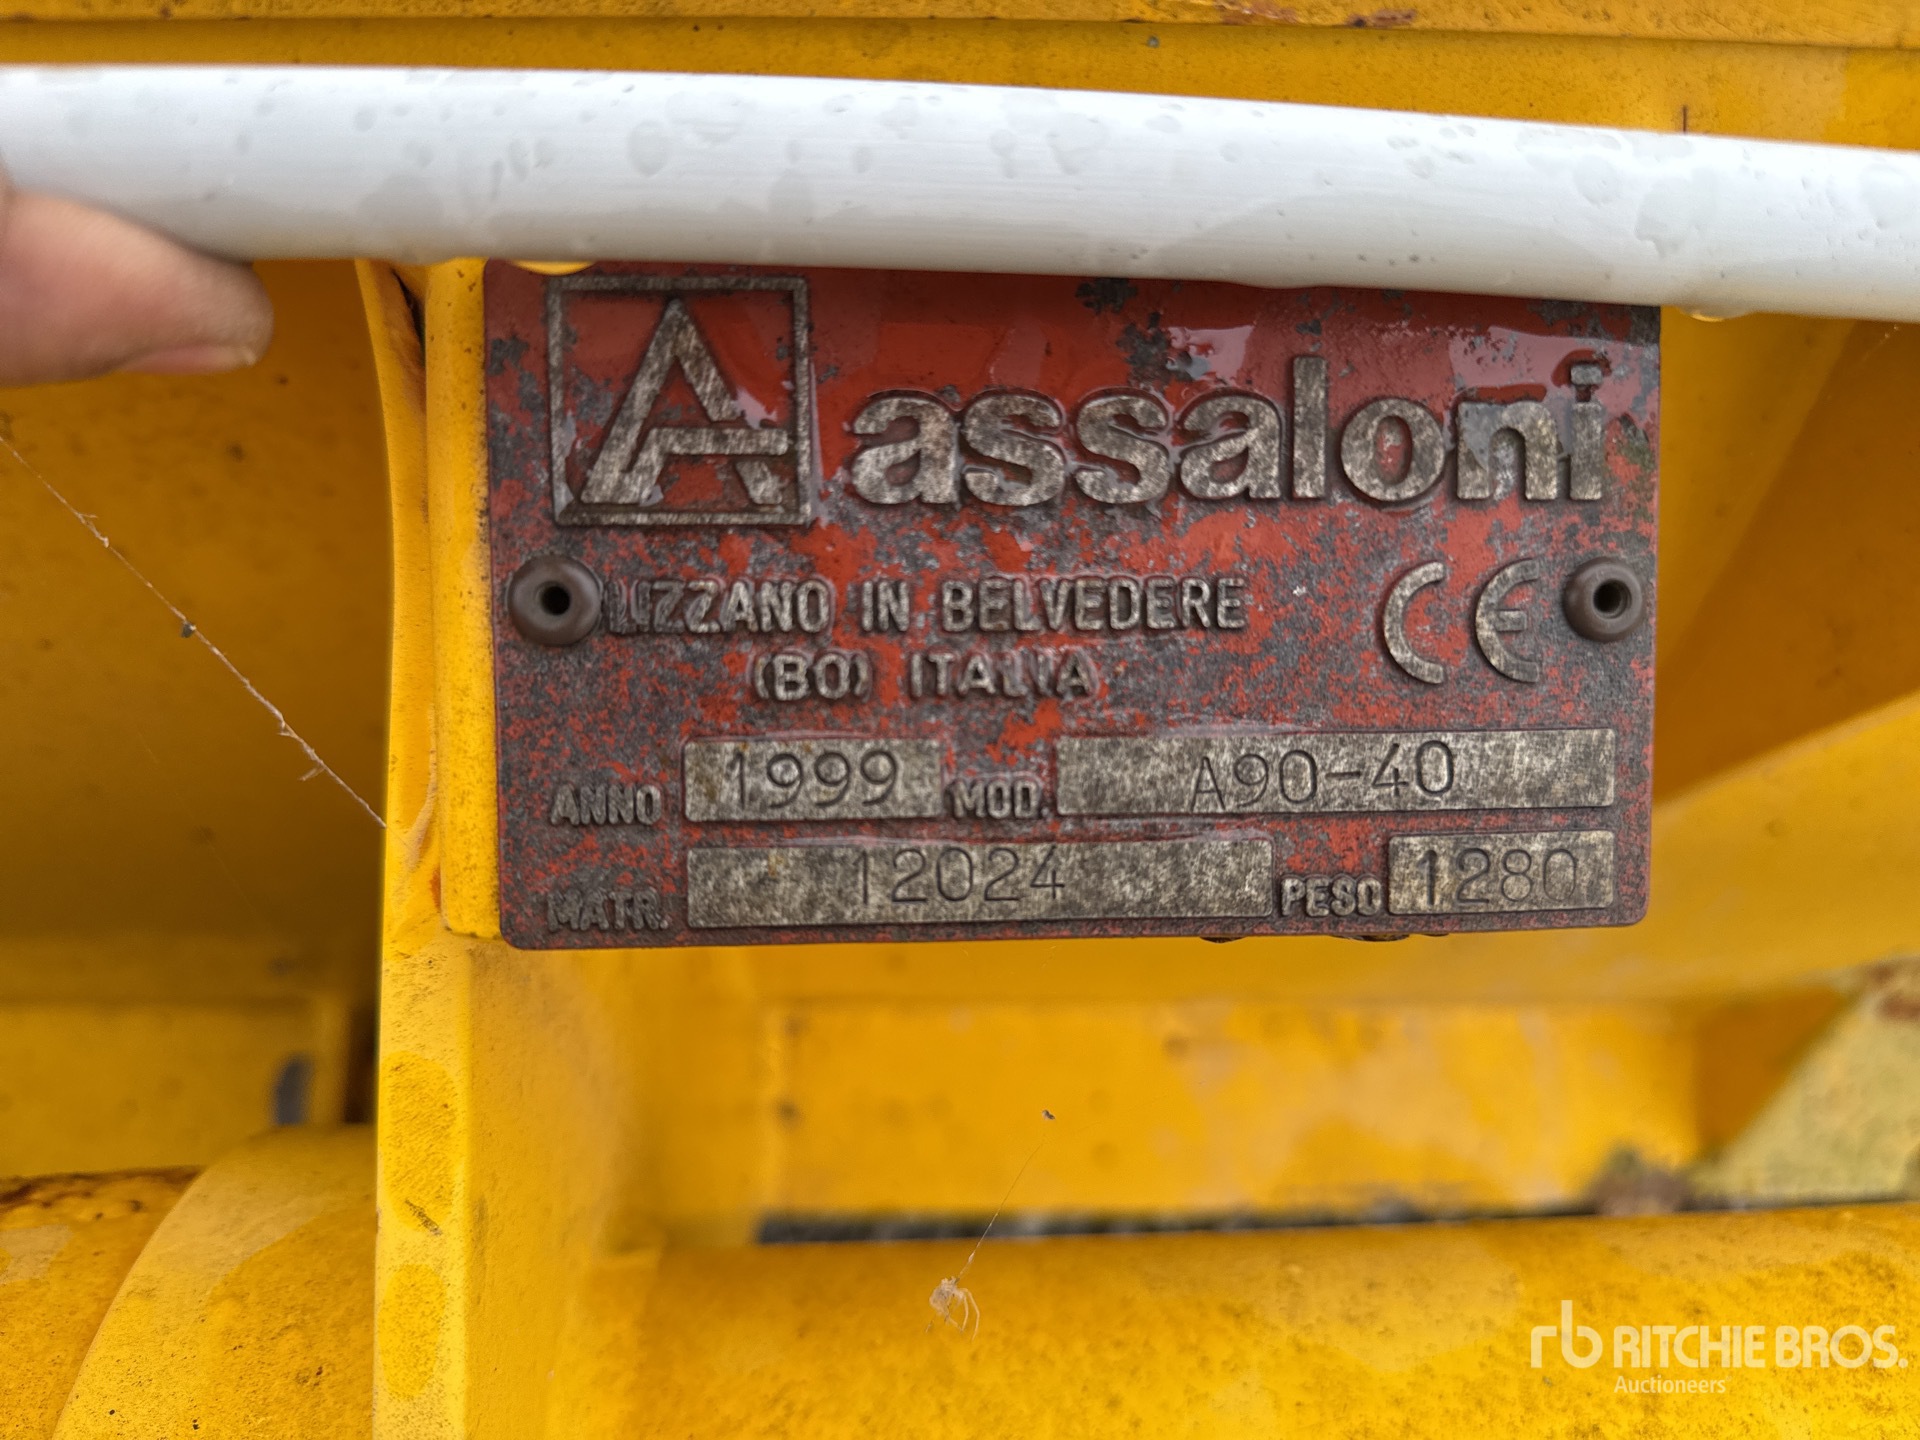 assaloni
LIZZANO IN BELVEDERE
(BO) ITALIA
CE
ANNO 1999 MOD. A90-40
MATR. 12024 PESO 1280
rb RITCHIE BROS.
Auctioneers